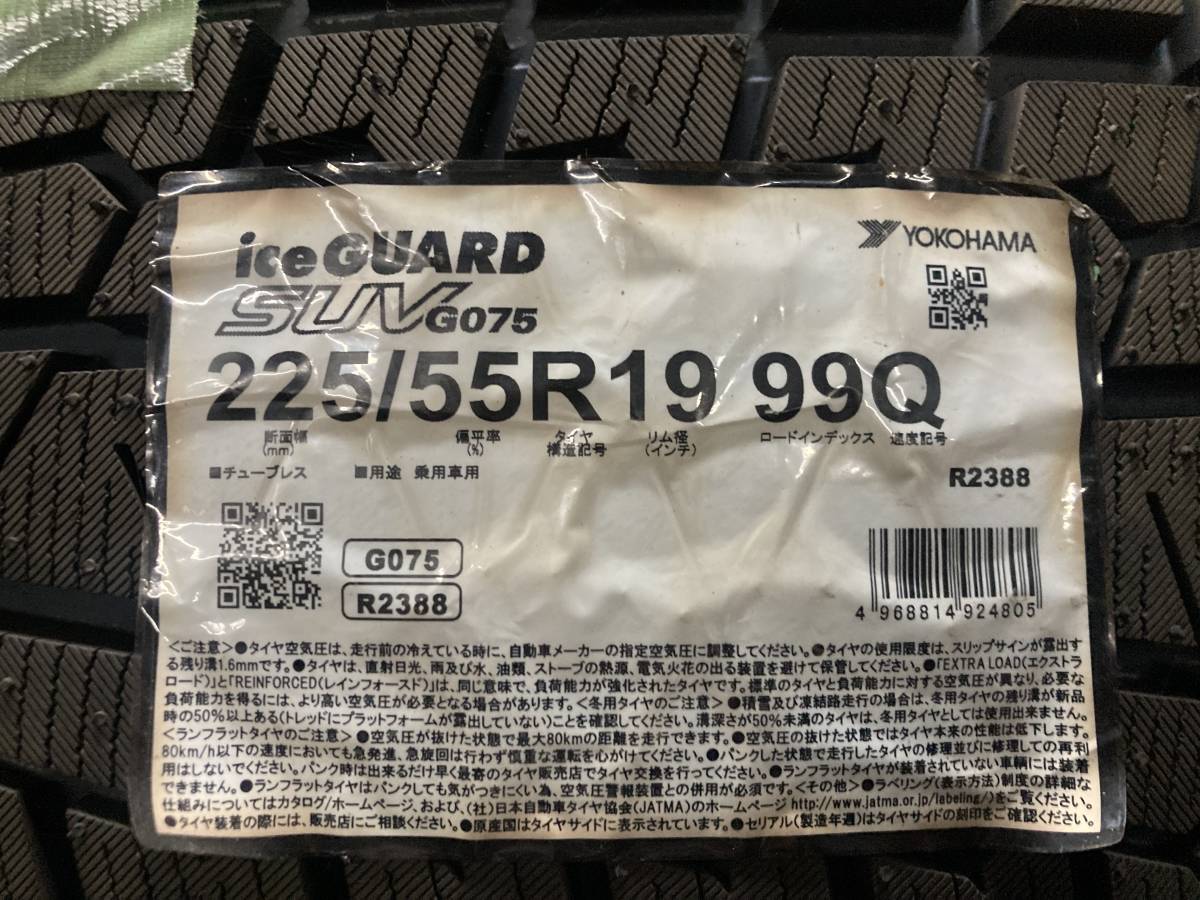 iceGUARD
YOKOHAMA
SUV G075
225/55R19 99Q
断面幅 (mm) 偏平率 (%) タイヤ 構造記号 リム径 (インチ) ロードインデックス 速度記号
■チューブレス ■用途 乗用車用
R2388
G075
R2388
4 968814 924805
<ご注意>●タイヤ空気圧は、走行前の冷えている時に、自動車メーカーの指定空気圧に調整してください。●タイヤの使用限度は、スリップサインが露出す
る残り溝1.6mmです。●タイヤは、直射日光、雨及び水、油類、ストーブの熱源、電気火花の出る装置を避けて保管してください。●「EXTRA LOAD(エクストラ
ロード)」と「REINFORCED(レインフォースド)」は、同じ意味で、負荷能力が強化されたタイヤです。標準のタイヤと負荷能力に対する空気圧が異なり、必要な
負荷能力を得るには、より高い空気圧が必要となる場合があります。<冬用タイヤのご注意>●積雪及び凍結路走行の場合は、冬用タイヤの残り溝が新品
時の50%以上ある(トレッドにプラットフォームが露出していない)ことを確認してください。溝深さが50%未満のタイヤは、冬用タイヤとしては使用出来ません。
<ランフラットタイヤのご注意>●空気圧が抜けた状態で最大80kmの距離を走行できます。●空気圧の抜けた状態ではタイヤ本来の性能は低下します。
80km/h以下の速度においても急発進、急旋回は行わず慎重な運転を心がけてください。●パンクした状態で走行したタイヤの修理並びに修理しての再利
用はしないでください。パンク時は出来るだけ早く最寄のタイヤ販売店でタイヤ交換を行ってください。●ランフラットタイヤが装着されていない車輌には装着
できません。●ランフラットタイヤはパンクしても気がつきにくい為、空気圧警報装置との併用が必須です。<その他>●ラベリング(表示方法)制度の詳細な
仕組みについてはカタログ/ホームページ、および、(社)日本自動車タイヤ協会(JATMA)のホームページ http://www.jatma.or.jp/labeling/)をご覧ください。
●タイヤ装着の際には、販売店にご相談ください。●原産国はタイヤサイドに表示されています。●セリアル(製造年週)はタイヤサイドの刻印をご確認ください。